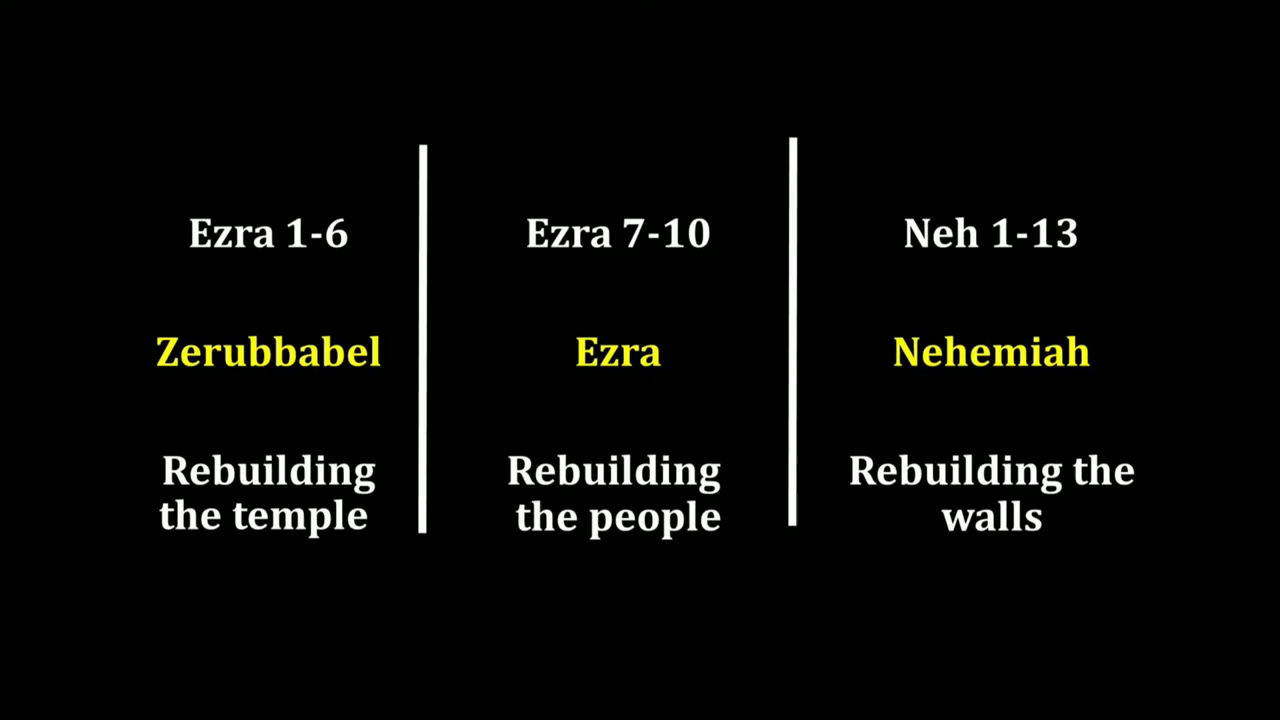 Ezra 1-6
Zerubbabel
Rebuilding
the temple
Ezra 7-10
Ezra
Rebuilding
the people
Neh 1-13
Nehemiah
Rebuilding the
walls